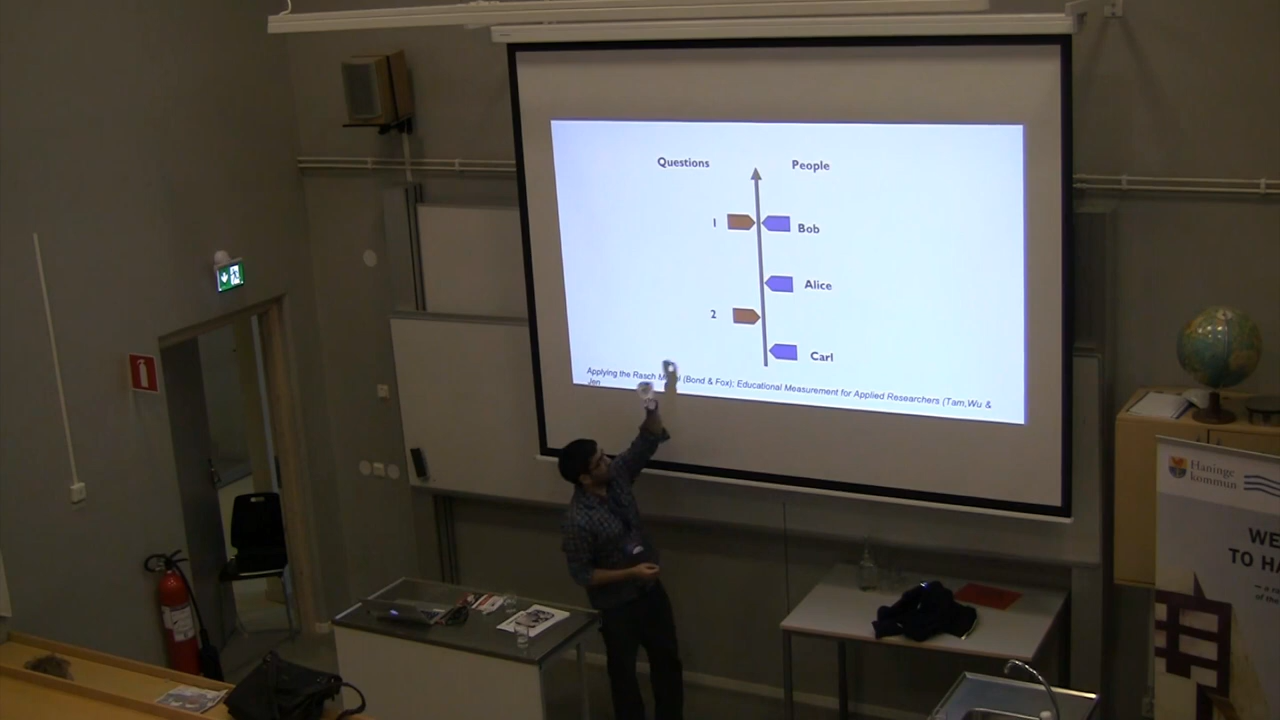 Questions
People
1
Bob
Alice
2
Carl
Applying the Rasch (Bond & Fox); Educational Measurement for Applied Researchers (Tam,Wu &
Jen
Haninge
kommun
WE
TO HA